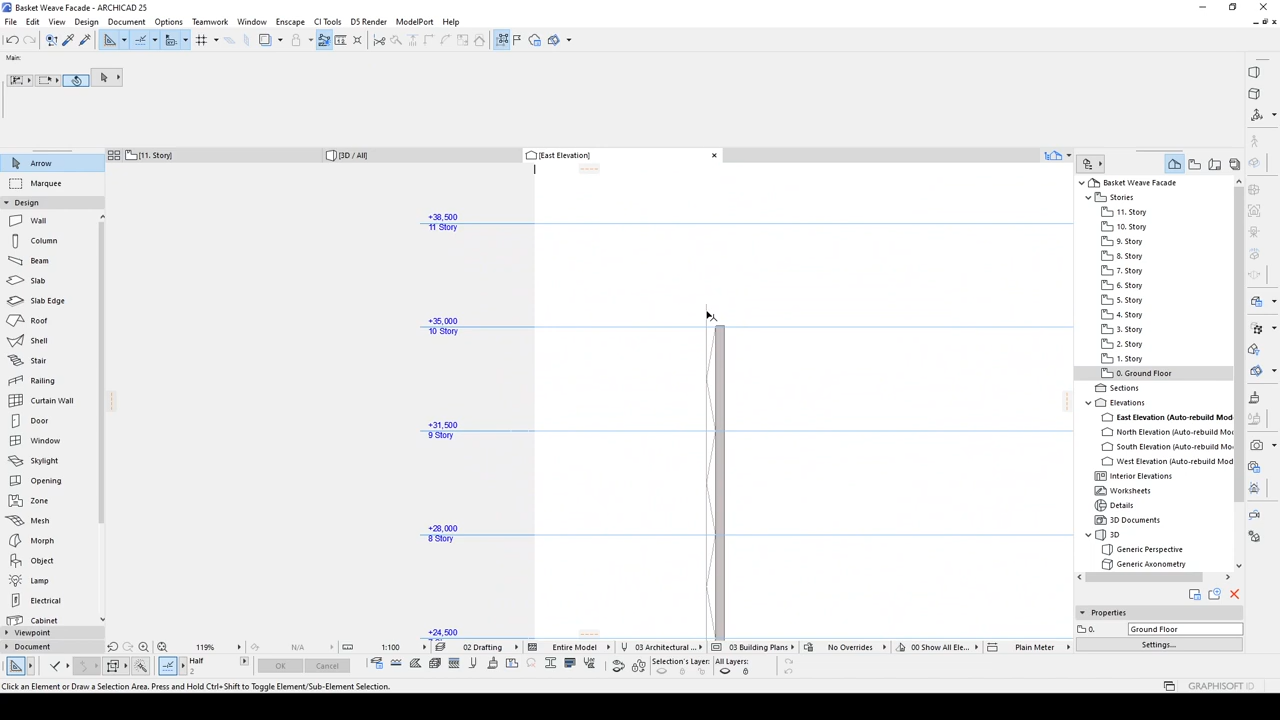 Basket Weave Facade - ARCHICAD 25
File Edit View Design Options Teamwork Window Enscape CI Tools D5 Render ModelPort Help
Main:
Arrow
Marquee
Design
Wall
Column
Beam
Slab
Slab Edge
Roof
Shell
Stair
Railing
Curtain Wall
Door
Window
Skylight
Opening
Zone
Mesh
Morph
Object
Lamp
Electrical
Cabinet
Viewpoint
Document
[11. Story]
[3D / All]
[East Elevation]
+38,500
11 Story
+35,000
10 Story
+31,500
9 Story
+28,000
8 Story
+24,500
Basket Weave Facade
Stories
11. Story
10. Story
9. Story
8. Story
7. Story
6. Story
5. Story
4. Story
3. Story
2. Story
1. Story
0. Ground Floor
Sections
Elevations
East Elevation (Auto-rebuild Mod
North Elevation (Auto-rebuild Mod
South Elevation (Auto-rebuild Mod
West Elevation (Auto-rebuild Mod
Interior Elevations
Worksheets
Details
3D Documents
3D
Generic Perspective
Generic Axonometry
Properties
0. Ground Floor
Settings...
119% N/A 1:100 02 Drafting Entire Model 03 Architectural ... 03 Building Plans No Overrides 00 Show All Ele... Plain Meter
Half
2
OK Cancel
Selection's Layer: All Layers:
Click an Element or Draw a Selection Area. Press and Hold Ctrl+Shift to Toggle Element/Sub-Element Selection.
GRAPHISOFT ID